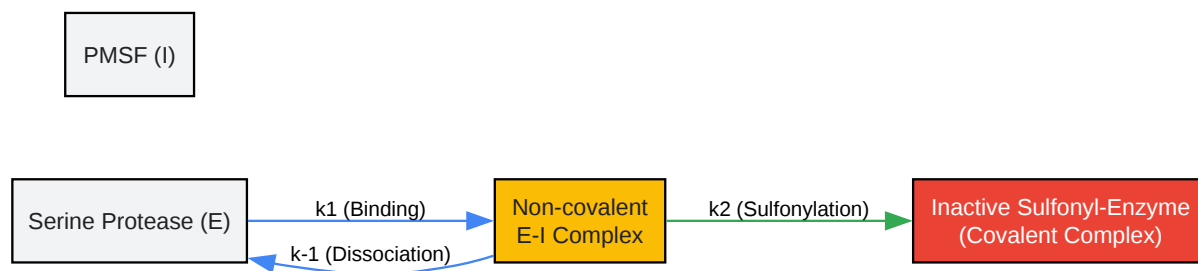 PMSF (I)
Serine Protease (E)
k1 (Binding)
k-1 (Dissociation)
Non-covalent
E-I Complex
k2 (Sulfonylation)
Inactive Sulfonyl-Enzyme
(Covalent Complex)